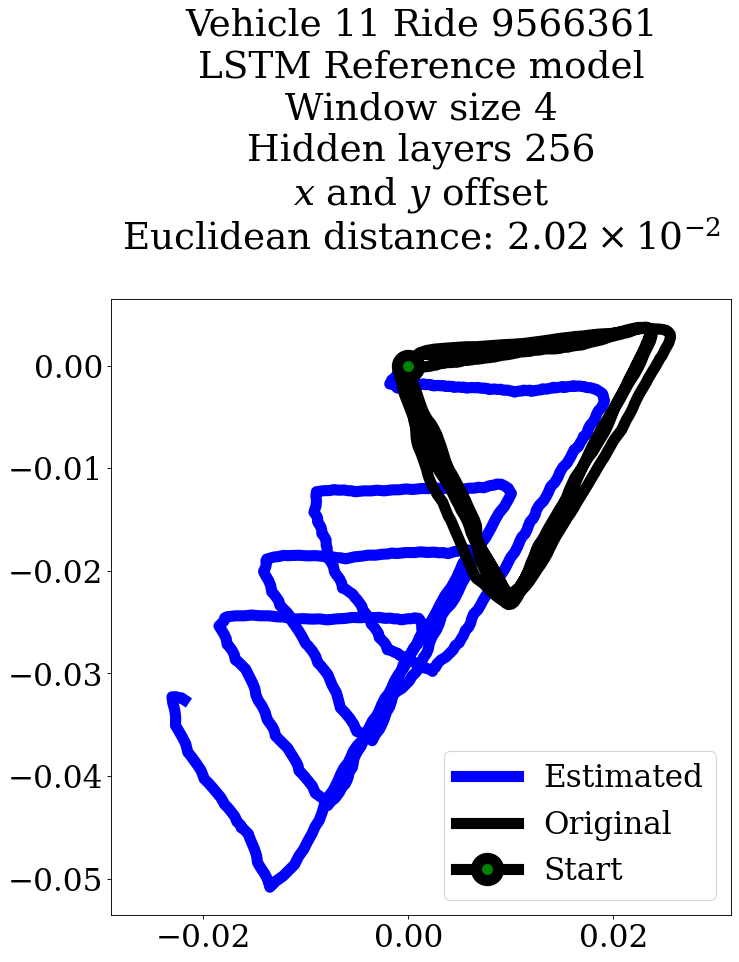 Vehicle 11 Ride 9566361
LSTM Reference model
Window size 4
Hidden layers 256
x and y offset
Euclidean distance: 2.02 × 10⁻²
0.00
−0.01
−0.02
−0.03
−0.04
−0.05
Estimated
Original
Start
−0.02 0.00 0.02